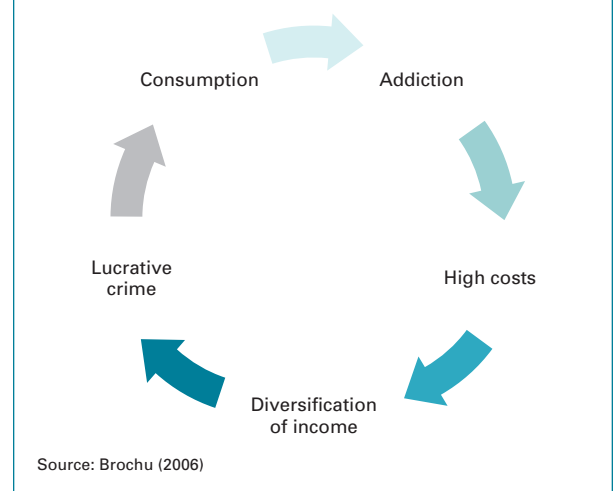 Consumption
Addiction
High costs
Diversification
of income
Lucrative
crime
Source: Brochu (2006)